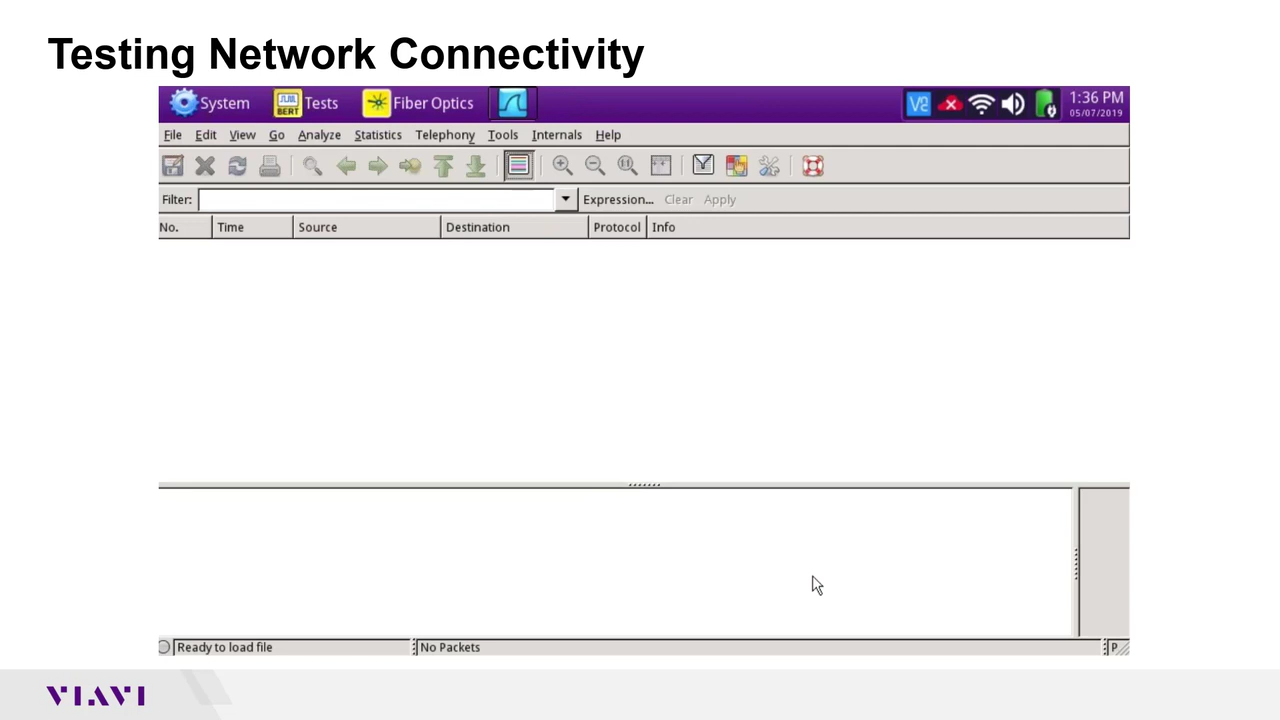 Testing Network Connectivity
System BERT Tests Fiber Optics V2 1:36 PM
05/07/2019
File Edit View Go Analyze Statistics Telephony Tools Internals Help
Filter: Expression... Clear Apply
No. Time Source Destination Protocol Info
Ready to load file No Packets P
VIAVI